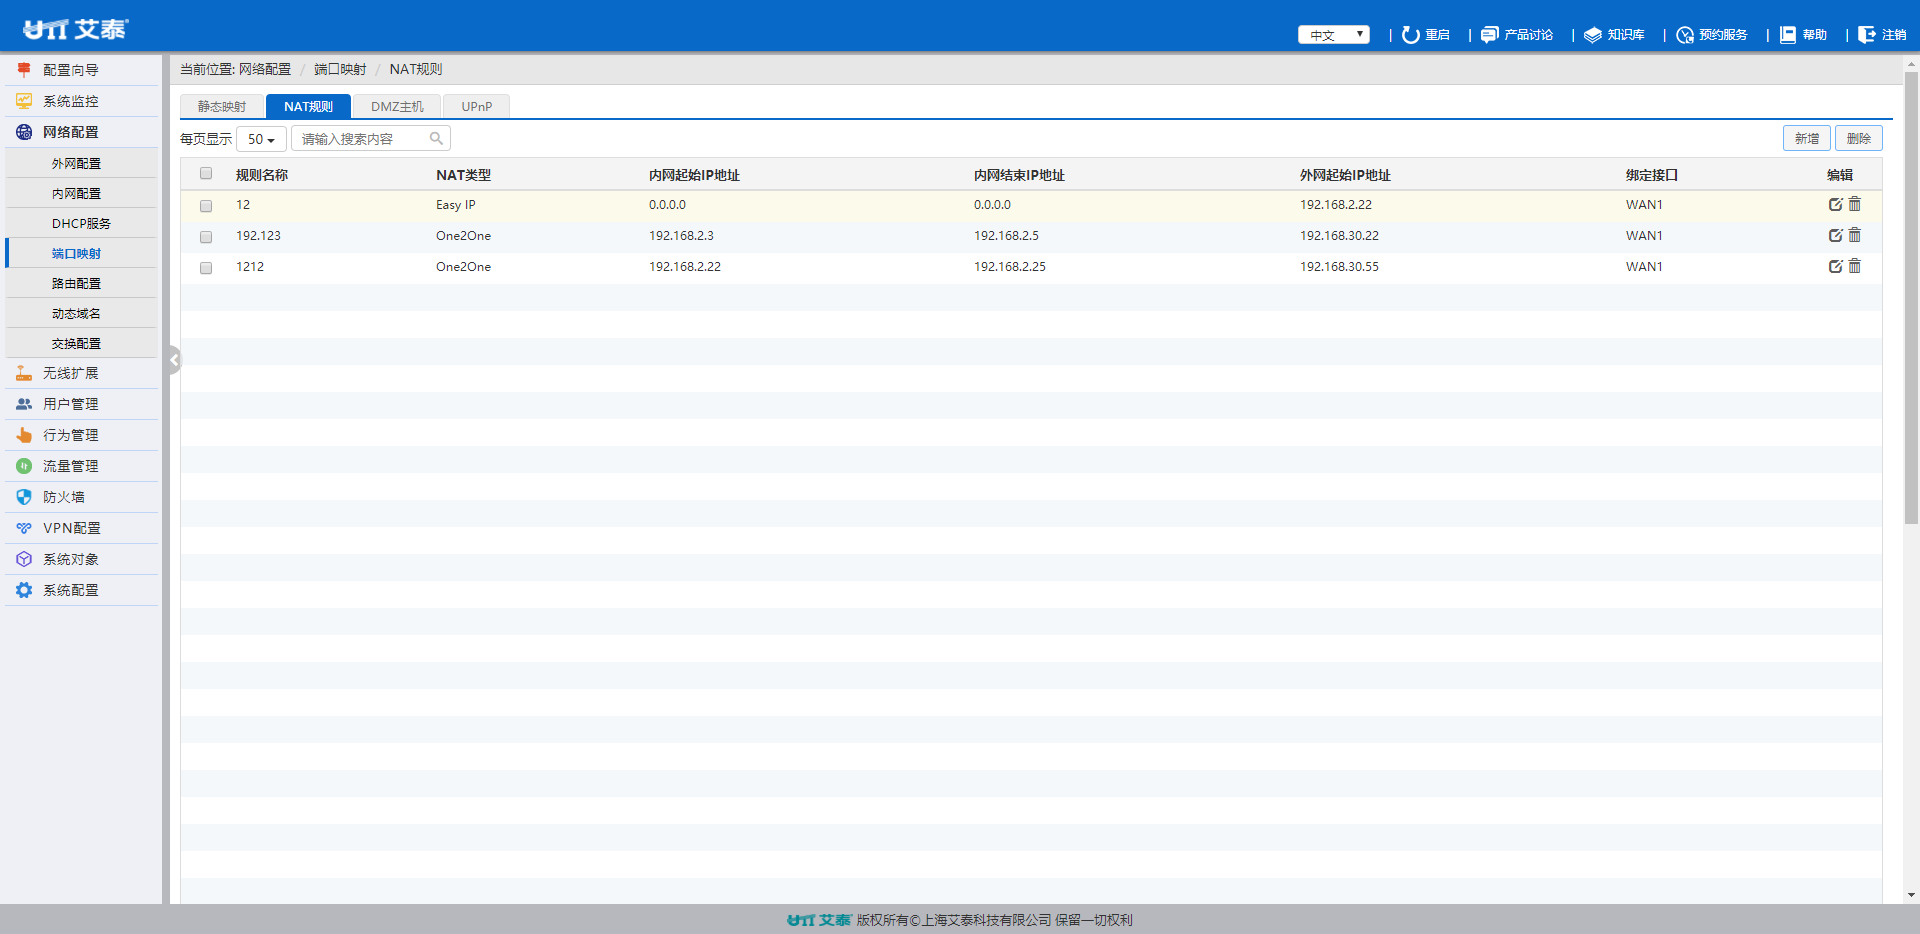 UTT 艾泰
中文 重启 产品讨论 知识库 预约服务 帮助 注销
配置向导
系统监控
网络配置
外网配置
内网配置
DHCP服务
端口映射
路由配置
动态域名
交换配置
无线扩展
用户管理
行为管理
流量管理
防火墙
VPN配置
系统对象
系统配置
当前位置: 网络配置 / 端口映射 / NAT规则
静态映射 NAT规则 DMZ主机 UPnP
每页显示 50 请输入搜索内容 新增 删除
规则名称 NAT类型 内网起始IP地址 内网结束IP地址 外网起始IP地址 绑定接口 编辑
12 Easy IP 0.0.0.0 0.0.0.0 192.168.2.22 WAN1
192.123 One2One 192.168.2.3 192.168.2.5 192.168.30.22 WAN1
1212 One2One 192.168.2.22 192.168.2.25 192.168.30.55 WAN1
UTT 艾泰 版权所有©上海艾泰科技有限公司 保留一切权利